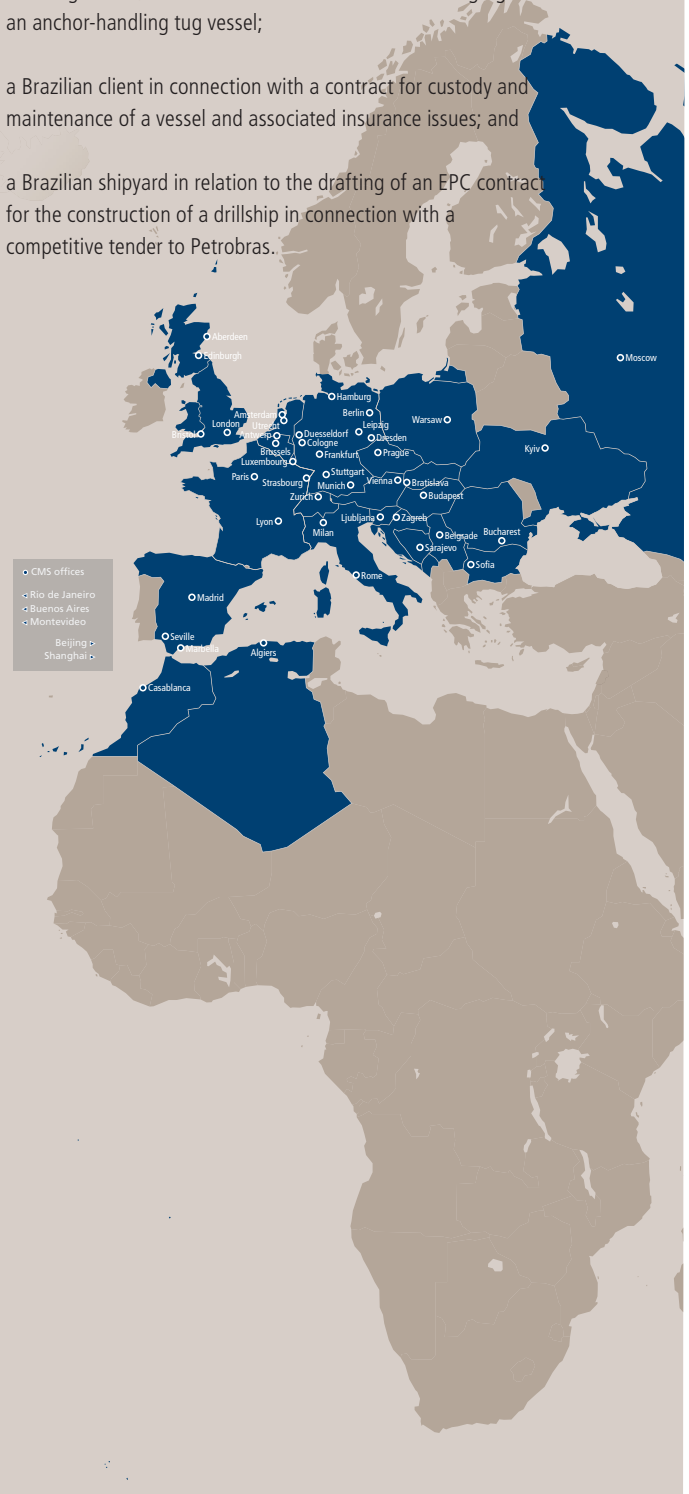 an anchor-handling tug vessel;
a Brazilian client in connection with a contract for custody and
maintenance of a vessel and associated insurance issues; and
a Brazilian shipyard in relation to the drafting of an EPC contract
for the construction of a drillship in connection with a
competitive tender to Petrobras.
Aberdeen
Edinburgh
Moscow
Hamburg
Amsterdam
Berlin
Utrecht
Warsaw
London
Leipzig
Bristol
Antwerp
Duesseldorf
Dresden
Cologne
Kyiv
Brussels
Frankfurt
Prague
Luxembourg
Paris
Strasbourg
Stuttgart
Munich
Vienna
Bratislava
Zurich
Budapest
Lyon
Ljubljana
Zagreb
Milan
Belgrade
Bucharest
Sarajevo
Sofia
Rome
CMS offices
Rio de Janeiro
Buenos Aires
Montevideo
Beijing
Shanghai
Madrid
Seville
Marbella
Algiers
Casablanca